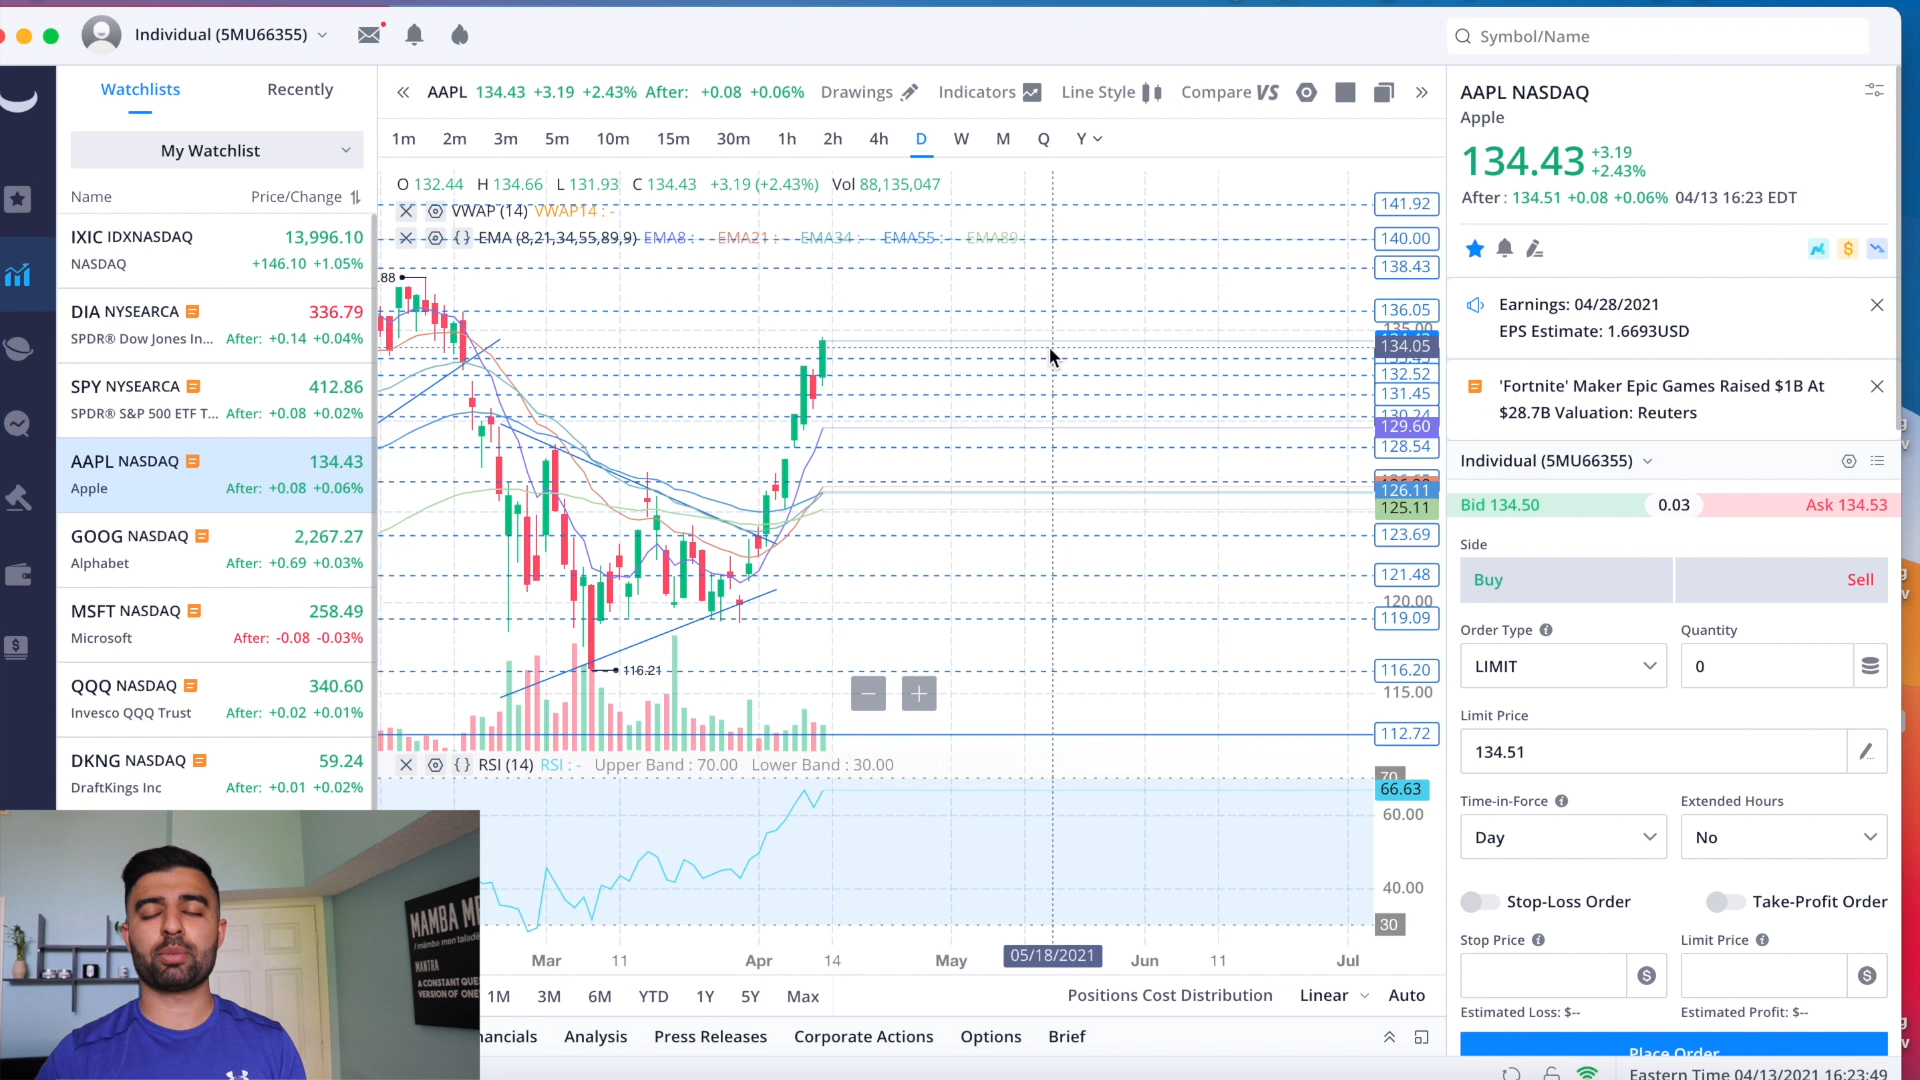 Individual (5MU66355)
Symbol/Name
Watchlists Recently
My Watchlist
Name Price/Change
IXIC IDXNASDAQ 13,996.10
NASDAQ +146.10 +1.05%
DIA NYSEARCA 336.79
SPDR® Dow Jones In... After: +0.14 +0.04%
SPY NYSEARCA 412.86
SPDR® S&P 500 ETF T... After: +0.08 +0.02%
AAPL NASDAQ 134.43
Apple After: +0.08 +0.06%
GOOG NASDAQ 2,267.27
Alphabet After: +0.69 +0.03%
MSFT NASDAQ 258.49
Microsoft After: -0.08 -0.03%
QQQ NASDAQ 340.60
Invesco QQQ Trust After: +0.02 +0.01%
DKNG NASDAQ 59.24
DraftKings Inc After: +0.01 +0.02%
AAPL 134.43 +3.19 +2.43% After: +0.08 +0.06% Drawings Indicators Line Style Compare VS
1m 2m 3m 5m 10m 15m 30m 1h 2h 4h D W M Q Y
O 132.44 H 134.66 L 131.93 C 134.43 +3.19 (+2.43%) Vol 88,135,047
VWAP (14) VWAP14 : -
EMA (8,21,34,55,89,9) EMA8 : - EMA21 : - EMA34 : - EMA55 : - EMA89
.88
116.21
141.92
140.00
138.43
136.05
135.00
134.05
132.52
131.45
130.24
129.60
128.54
126.11
125.11
123.69
121.48
120.00
119.09
116.20
115.00
112.72
RSI (14) RSI : - Upper Band : 70.00 Lower Band : 30.00
70
66.63
60.00
40.00
30
Mar 11 Apr 14 May 05/18/2021 Jun 11 Jul
1M 3M 6M YTD 1Y 5Y Max Positions Cost Distribution Linear Auto
nancials Analysis Press Releases Corporate Actions Options Brief
AAPL NASDAQ
Apple
134.43 +3.19
+2.43%
After : 134.51 +0.08 +0.06% 04/13 16:23 EDT
Earnings: 04/28/2021
EPS Estimate: 1.6693USD
'Fortnite' Maker Epic Games Raised $1B At
$28.7B Valuation: Reuters
Individual (5MU66355)
Bid 134.50 0.03 Ask 134.53
Side
Buy Sell
Order Type Quantity
LIMIT 0
Limit Price
134.51
Time-in-Force Extended Hours
Day No
Stop-Loss Order Take-Profit Order
Stop Price Limit Price
Estimated Loss: $-- Estimated Profit: $--
Place Order
Eastern Time 04/13/2021 16:23:49
MAMBA ME
MANTRA
A CONSTANT QUE
VERSION OF ONE